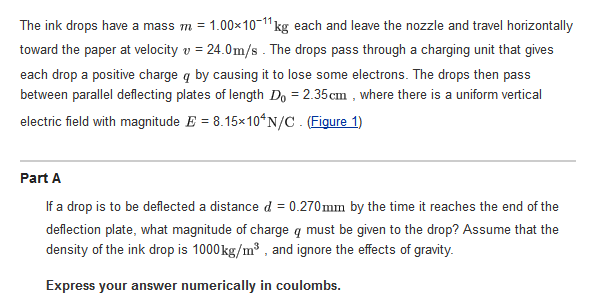 The ink drops have a mass m = 1.00×10⁻¹¹kg each and leave the nozzle and travel horizontally
toward the paper at velocity v = 24.0m/s . The drops pass through a charging unit that gives
each drop a positive charge q by causing it to lose some electrons. The drops then pass
between parallel deflecting plates of length D₀ = 2.35cm , where there is a uniform vertical
electric field with magnitude E = 8.15×10⁴N/C . (Figure 1)
Part A
If a drop is to be deflected a distance d = 0.270mm by the time it reaches the end of the
deflection plate, what magnitude of charge q must be given to the drop? Assume that the
density of the ink drop is 1000kg/m³ , and ignore the effects of gravity.
Express your answer numerically in coulombs.